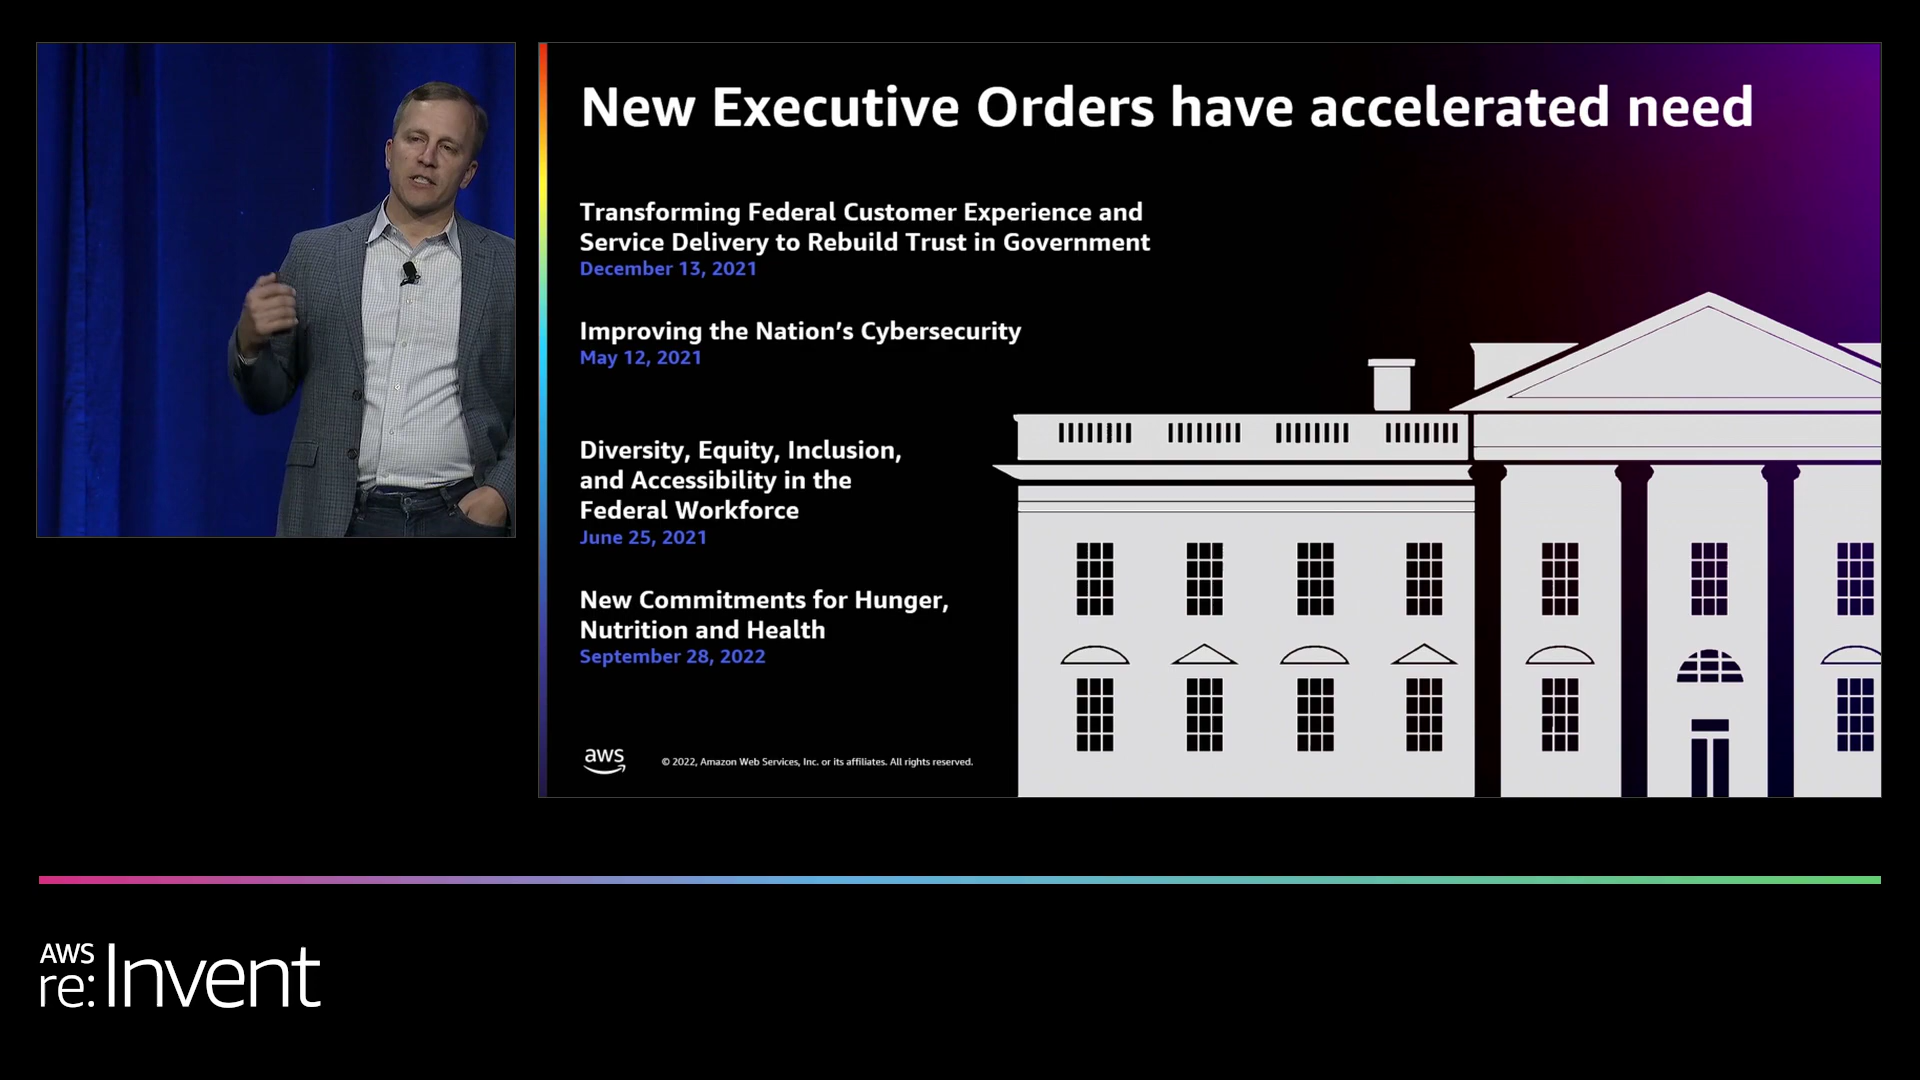 New Executive Orders have accelerated need
Transforming Federal Customer Experience and
Service Delivery to Rebuild Trust in Government
December 13, 2021
Improving the Nation’s Cybersecurity
May 12, 2021
Diversity, Equity, Inclusion,
and Accessibility in the
Federal Workforce
June 25, 2021
New Commitments for Hunger,
Nutrition and Health
September 28, 2022
aws
© 2022, Amazon Web Services, Inc. or its affiliates. All rights reserved.
AWS
re:Invent